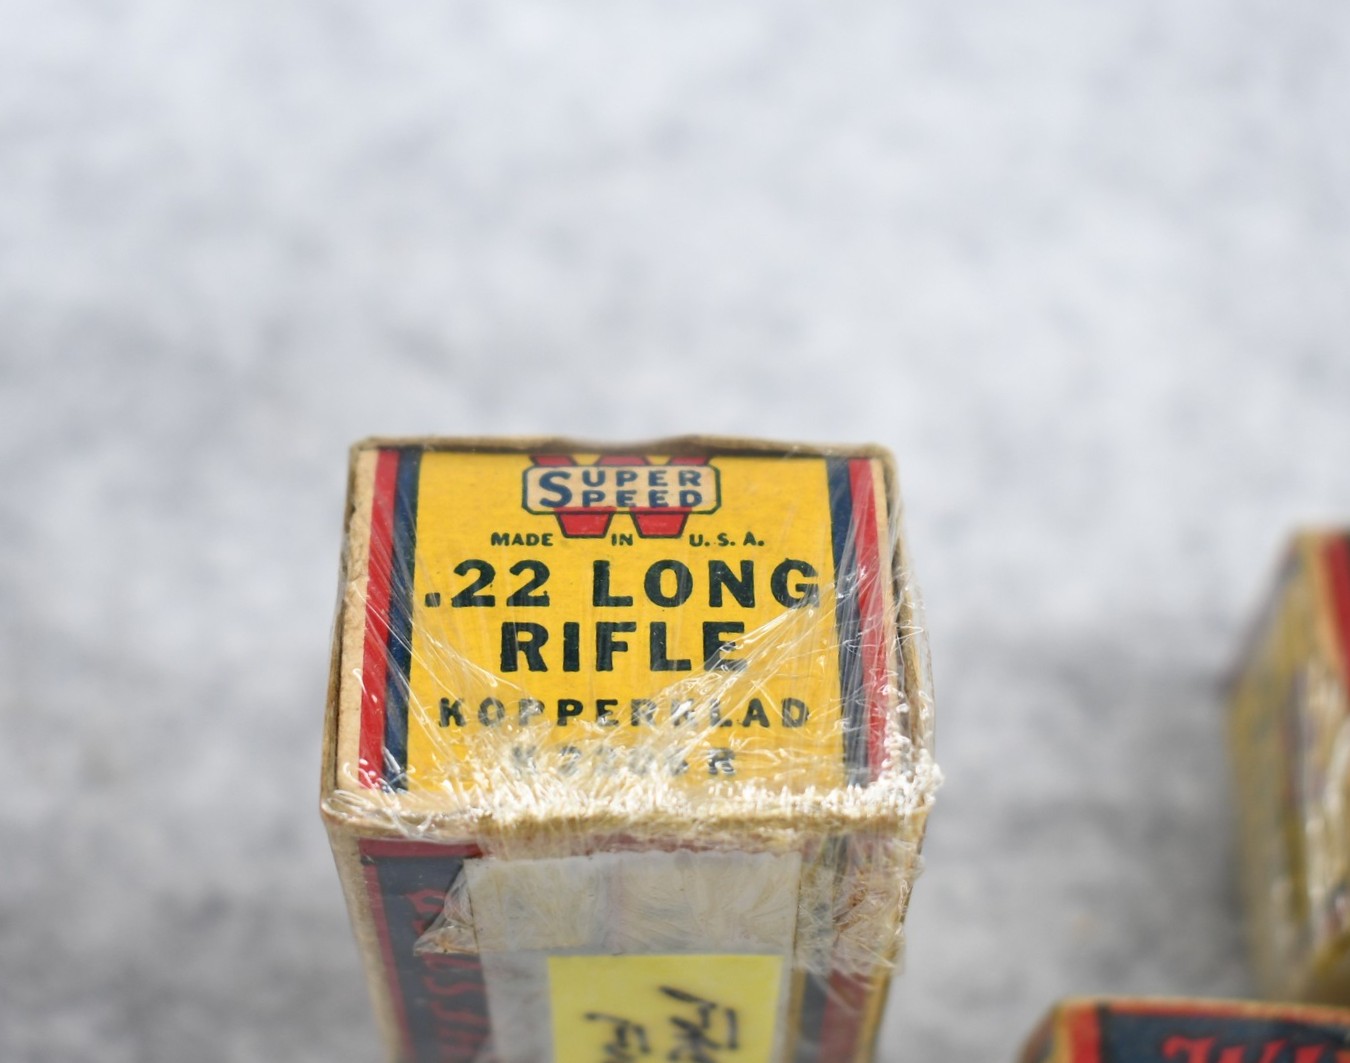 SUPER
SPEED
MADE IN U.S.A.
.22 LONG
RIFLE
KOPPERKLAD